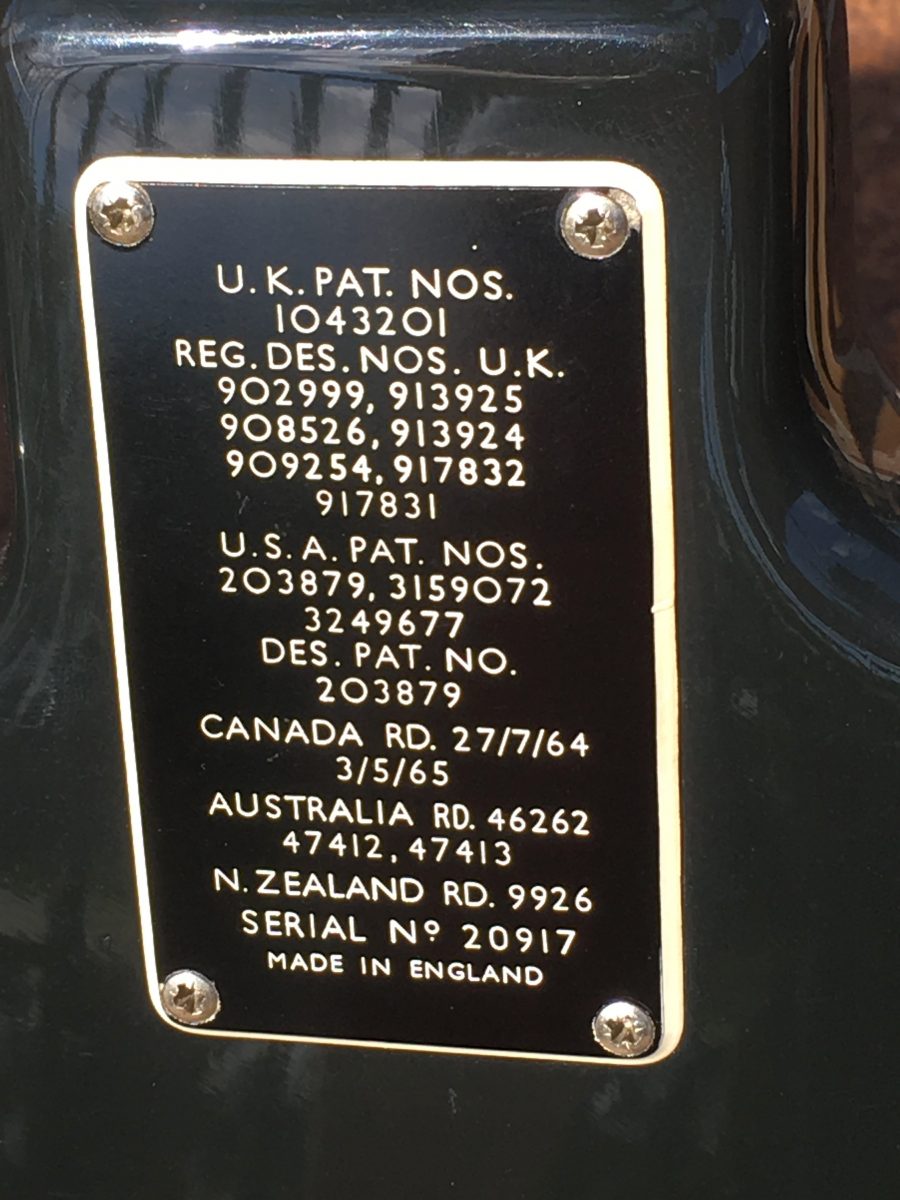 U.K. PAT. NOS.
1043201
REG. DES. NOS. U.K.
902999, 913925
908526, 913924
909254, 917832
917831
U.S.A. PAT. NOS.
203879, 3159072
3249677
DES. PAT. NO.
203879
CANADA RD. 27/7/64
3/5/65
AUSTRALIA RD. 46262
47412, 47413
N. ZEALAND RD. 9926
SERIAL Nº 20917
MADE IN ENGLAND